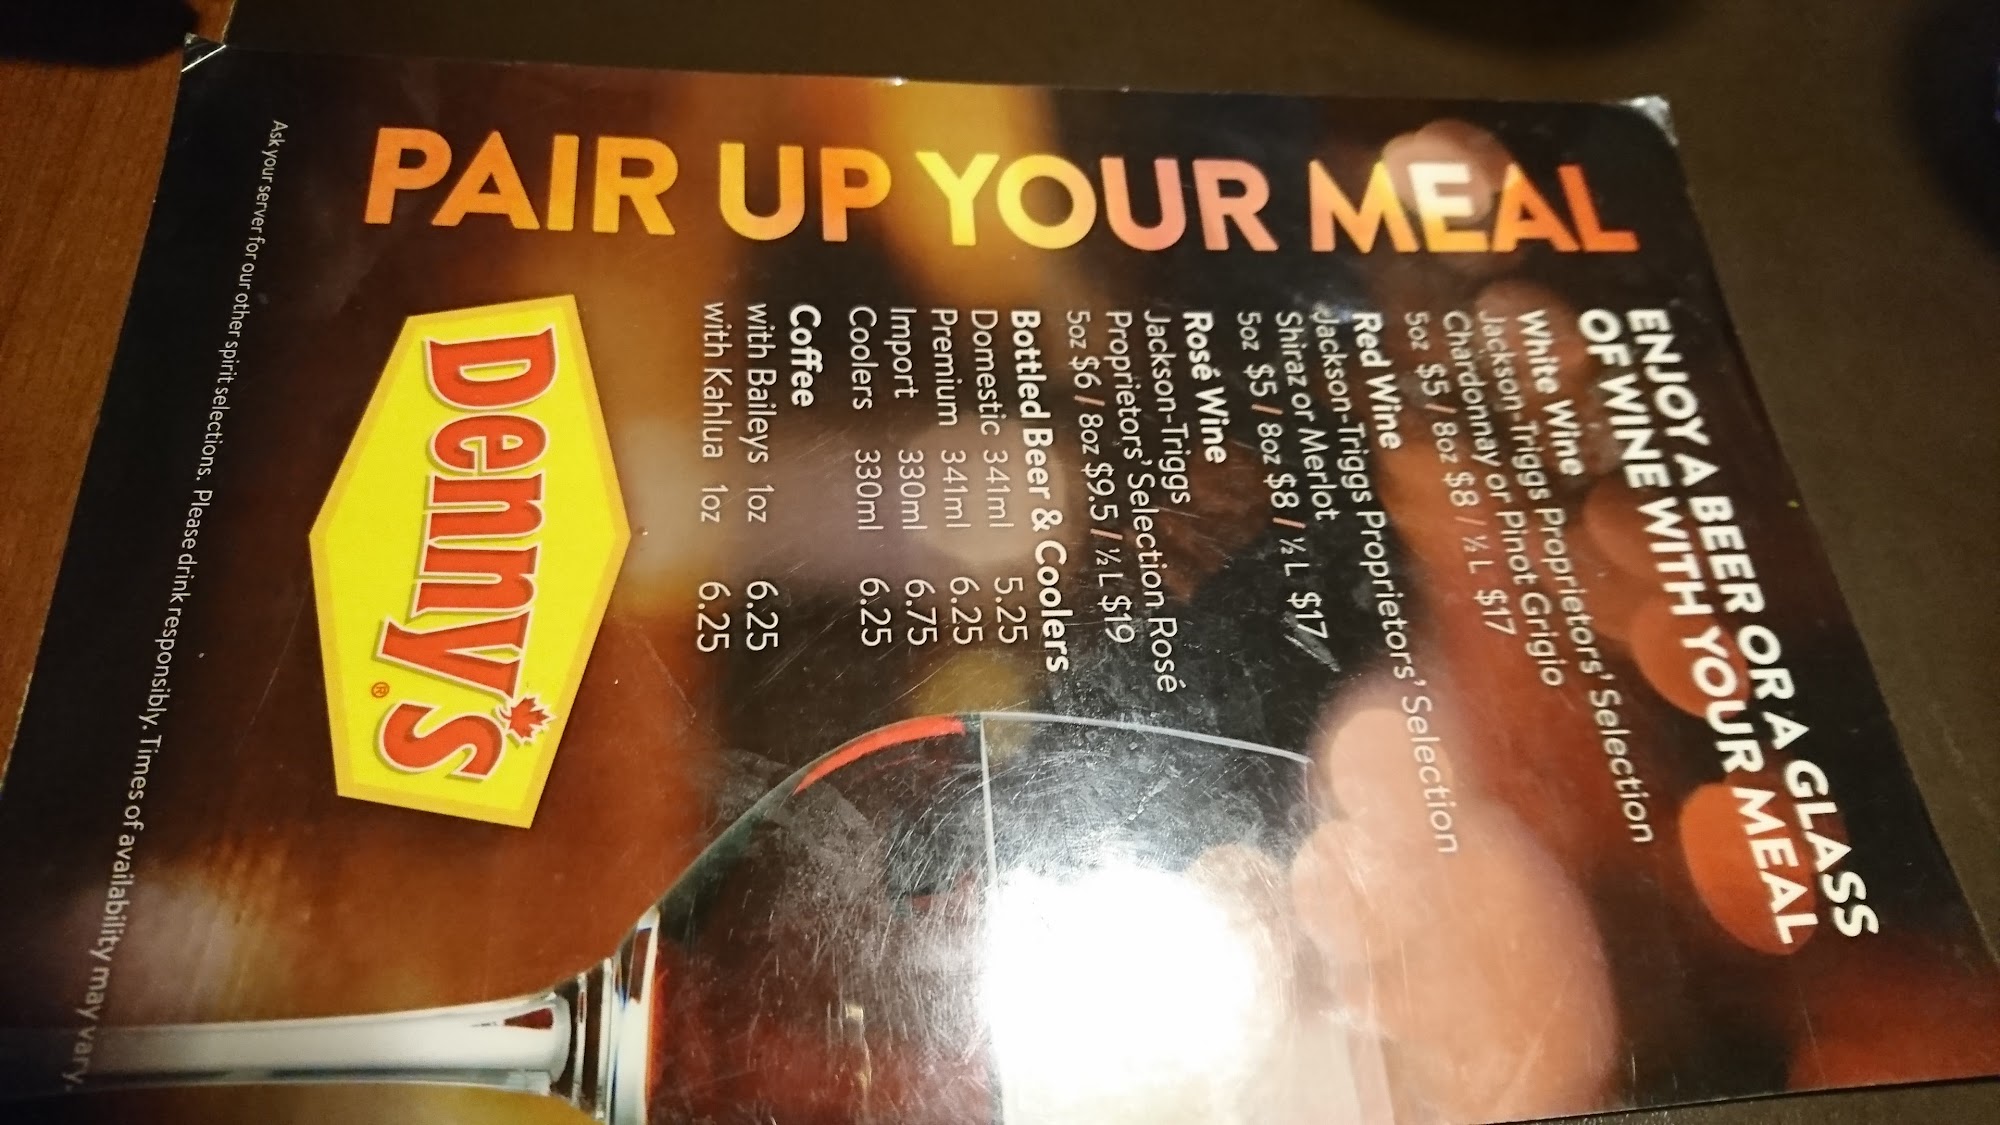 PAIR UP YOUR MEAL
ENJOY A BEER OR A GLASS
OF WINE WITH YOUR MEAL
White Wine
Jackson-Triggs Proprietors' Selection
Chardonnay or Pinot Grigio
5oz $5 / 8oz $8 / ½ L $17
Red Wine
Jackson-Triggs Proprietors' Selection
Shiraz or Merlot
5oz $5 / 8oz $8 / ½ L $17
Rosé Wine
Jackson-Triggs
Proprietors' Selection Rosé
5oz $6 / 8oz $9.5 / ½ L $19
Bottled Beer & Coolers
Domestic 341ml 5.25
Premium 341ml 6.25
Import 330ml 6.75
Coolers 330ml 6.25
Coffee
with Baileys 1oz 6.25
with Kahlua 1oz 6.25
Denny's®
Ask your server for our other spirit selections. Please drink responsibly. Times of availability may vary.